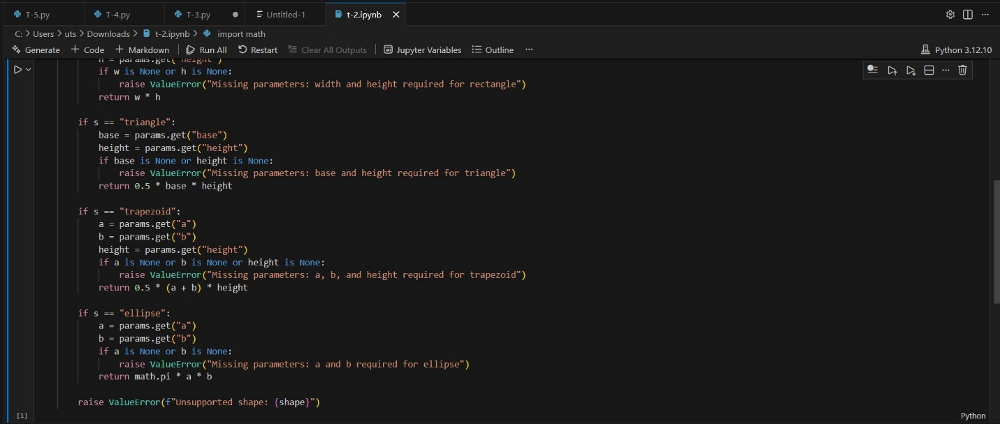 T-5.py T-4.py T-3.py Untitled-1 t-2.ipynb
C: > Users > uts > Downloads > t-2.ipynb > import math
Generate + Code + Markdown Run All Restart Clear All Outputs Jupyter Variables Outline ... Python 3.12.10
h = params.get("height")
if w is None or h is None:
raise ValueError("Missing parameters: width and height required for rectangle")
return w * h
if s == "triangle":
base = params.get("base")
height = params.get("height")
if base is None or height is None:
raise ValueError("Missing parameters: base and height required for triangle")
return 0.5 * base * height
if s == "trapezoid":
a = params.get("a")
b = params.get("b")
height = params.get("height")
if a is None or b is None or height is None:
raise ValueError("Missing parameters: a, b, and height required for trapezoid")
return 0.5 * (a + b) * height
if s == "ellipse":
a = params.get("a")
b = params.get("b")
if a is None or b is None:
raise ValueError("Missing parameters: a and b required for ellipse")
return math.pi * a * b
raise ValueError(f"Unsupported shape: {shape}")
[1] Python